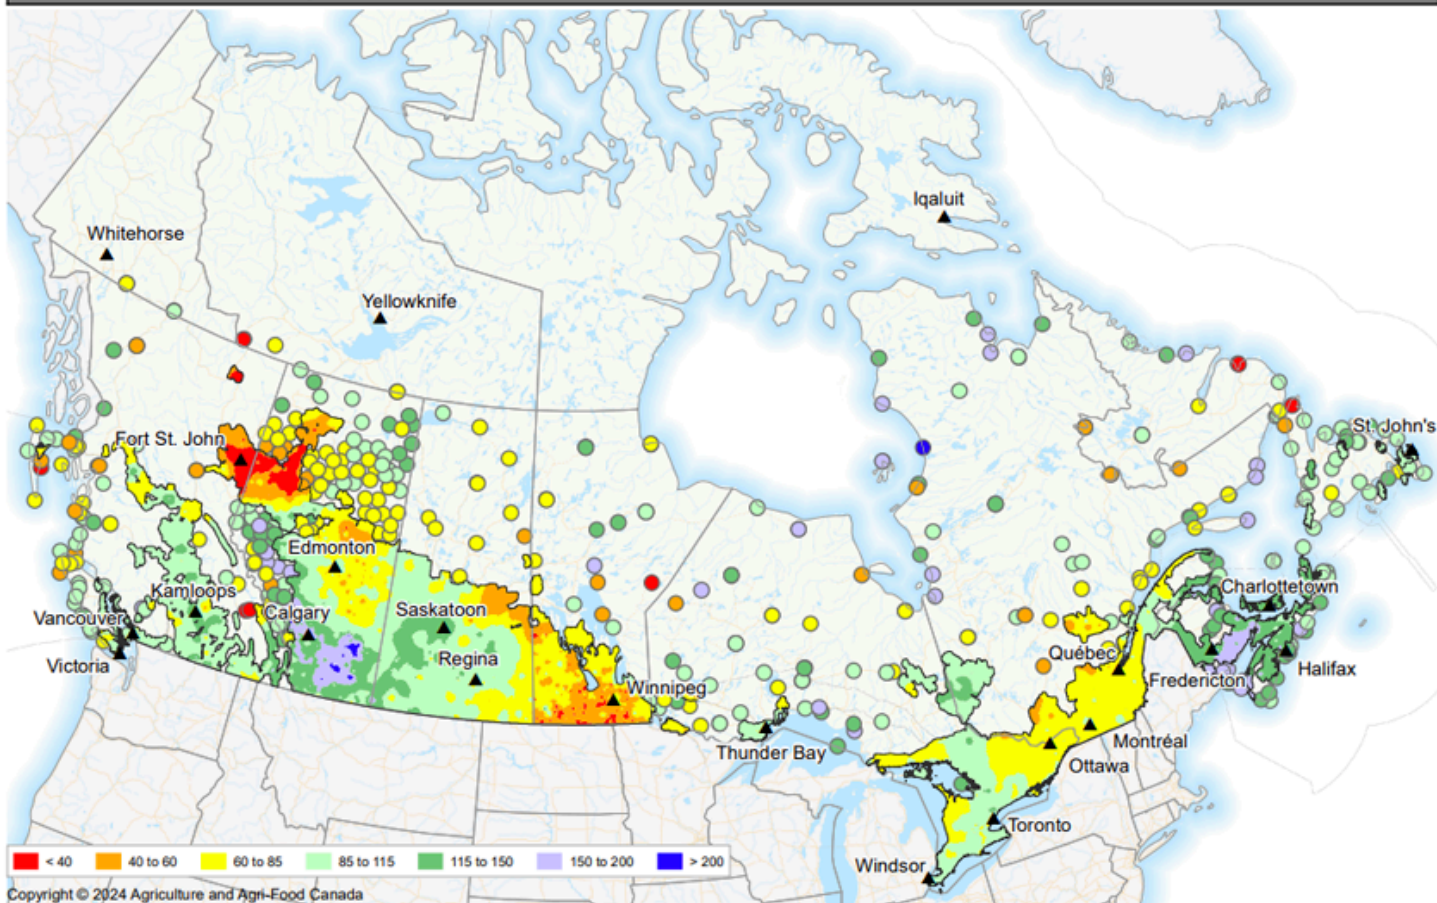 Iqaluit
Whitehorse
Yellowknife
Fort St. John
St. John's
Edmonton
Kamloops
Calgary
Saskatoon
Charlottetown
Vancouver
Victoria
Regina
Québec
Halifax
Fredericton
Winnipeg
Montréal
Thunder Bay
Ottawa
Toronto
Windsor
< 40 40 to 60 60 to 85 85 to 115 115 to 150 150 to 200 > 200
Copyright © 2024 Agriculture and Agri-Food Canada